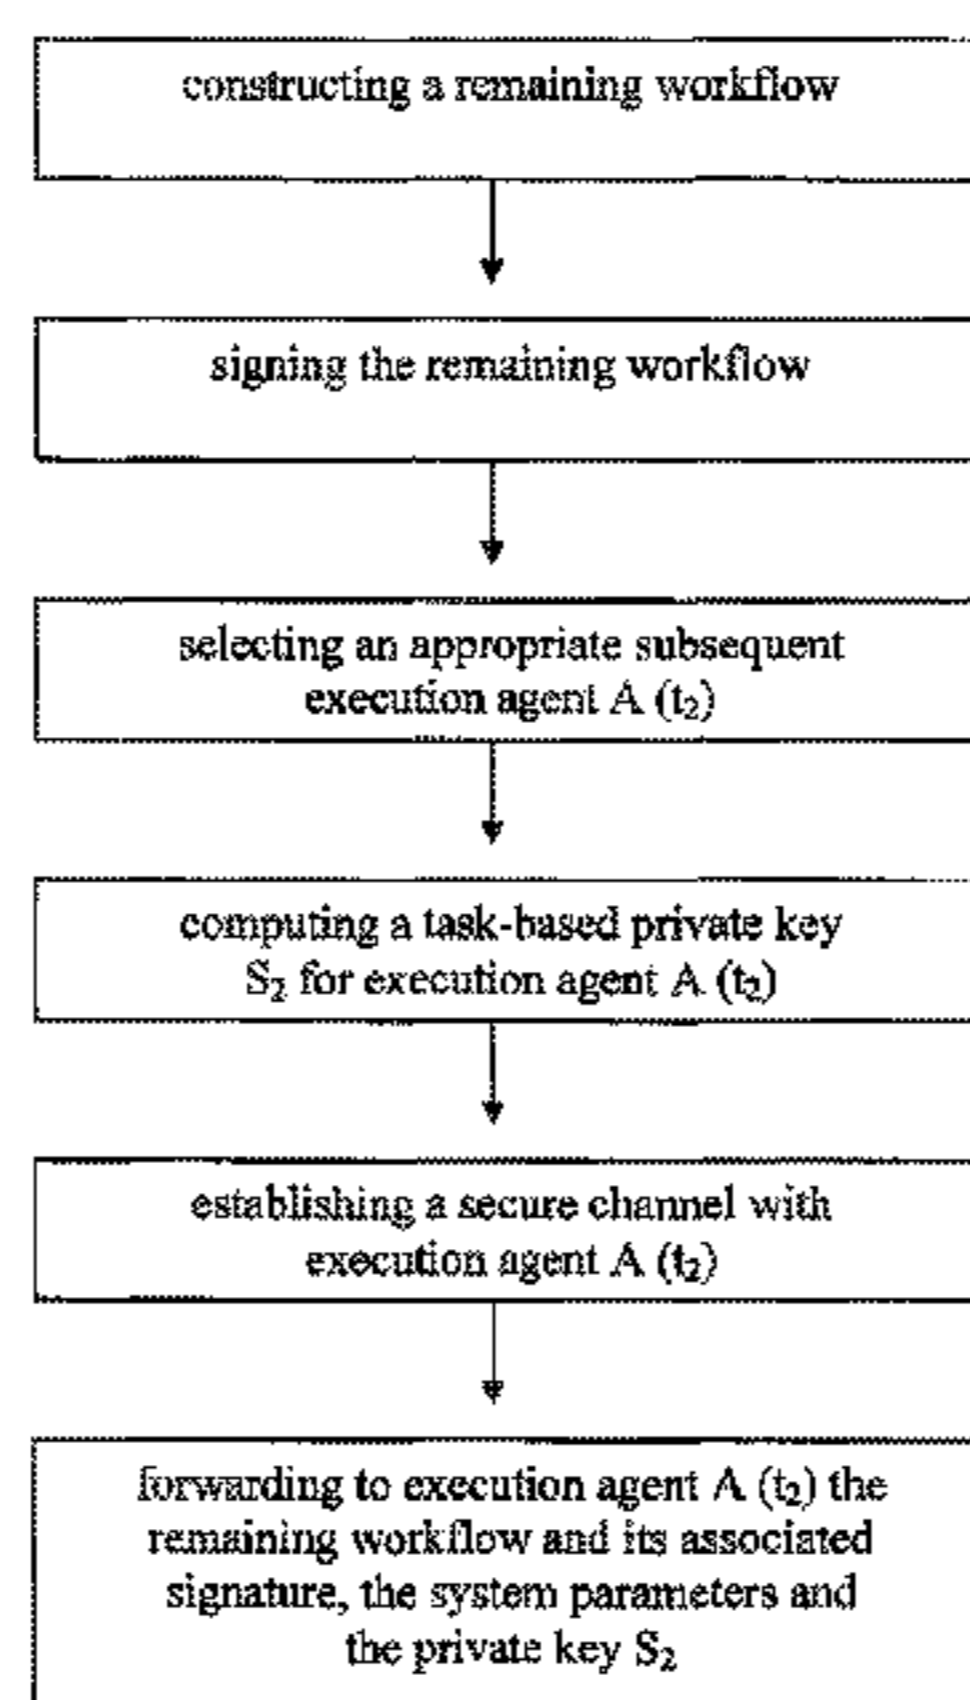 constructing a remaining workflow
signing the remaining workflow
selecting an appropriate subsequent
execution agent A (t₂)
computing a task-based private key
S₂ for execution agent A (t₂)
establishing a secure channel with
execution agent A (t₂)
forwarding to execution agent A (t₂) the
remaining workflow and its associated
signature, the system parameters and
the private key S₂